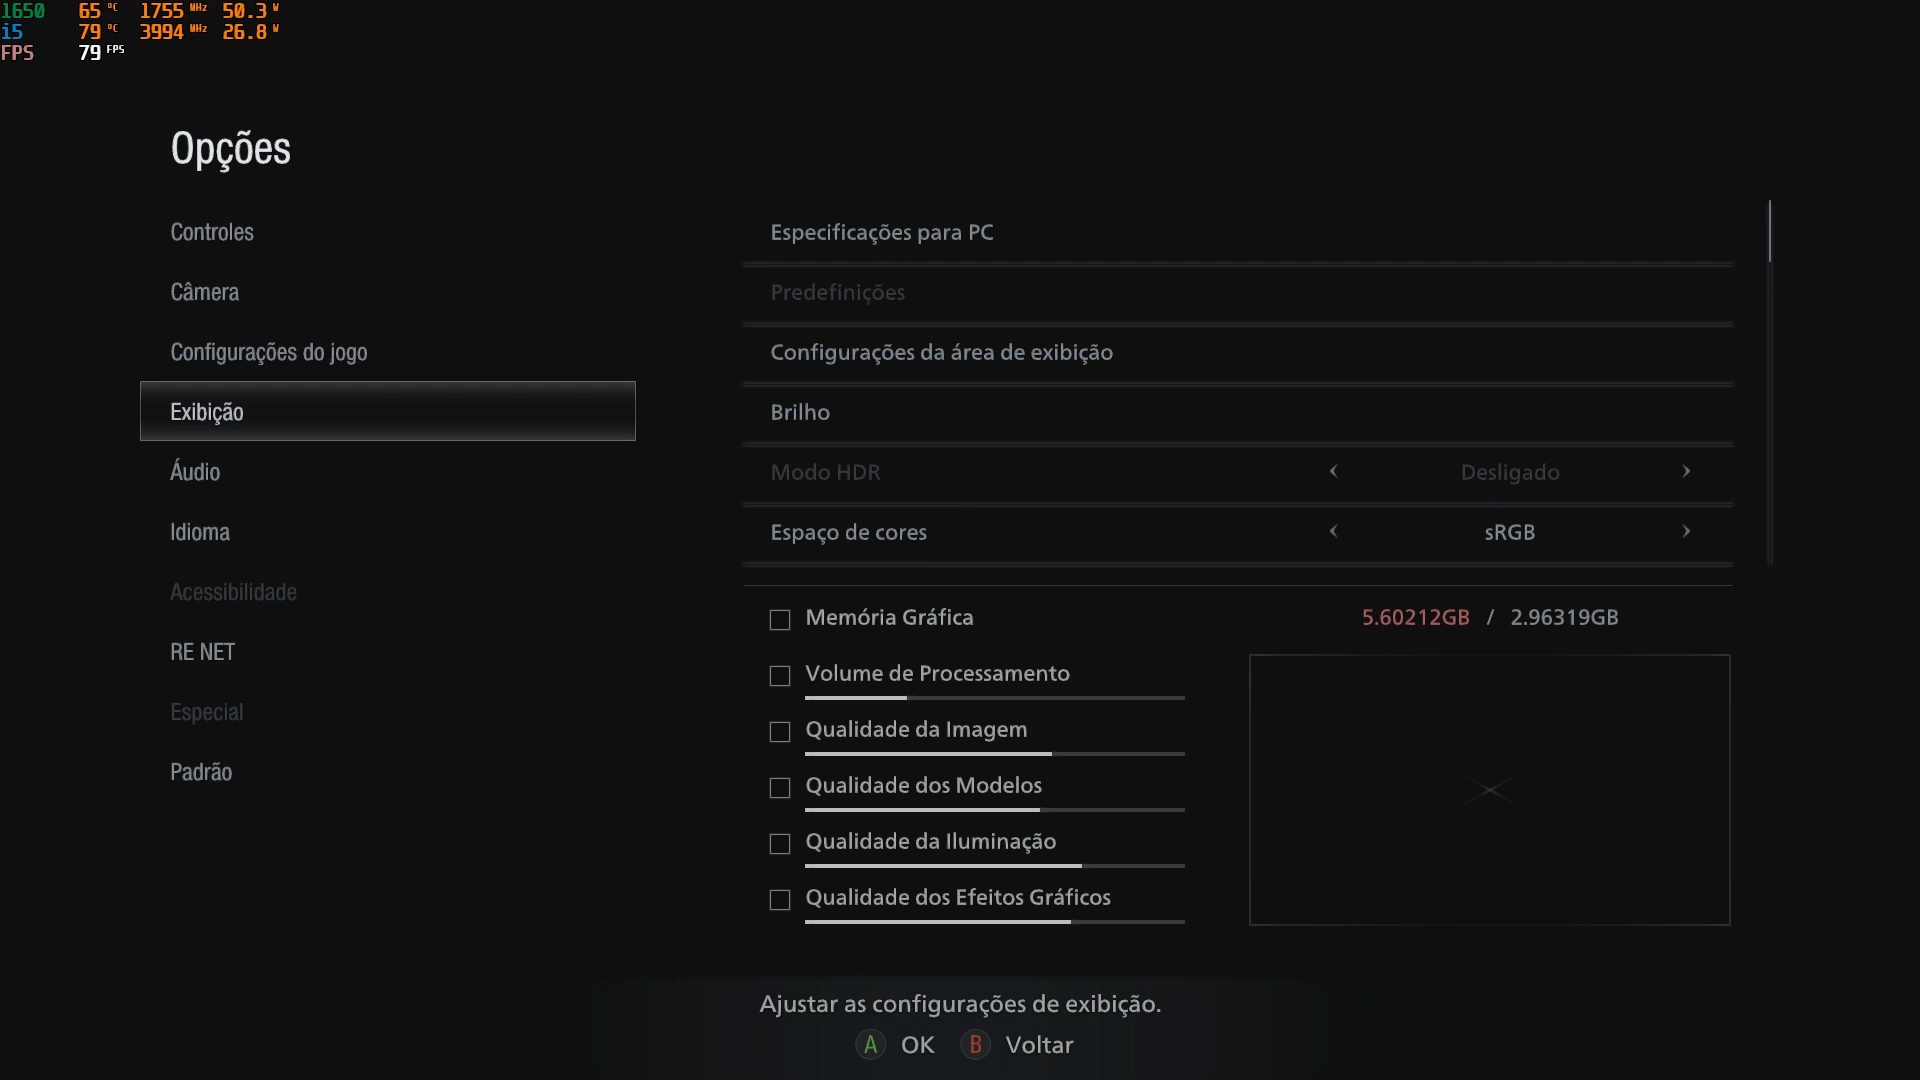 1650 65 °C 1755 MHz 50.3 W
i5 79 °C 3994 MHz 26.8 W
FPS 79 FPS
Opções
Controles
Câmera
Configurações do jogo
Exibição
Áudio
Idioma
Acessibilidade
RE NET
Especial
Padrão
Especificações para PC
Predefinições
Configurações da área de exibição
Brilho
Modo HDR Desligado
Espaço de cores sRGB
Memória Gráfica 5.60212GB / 2.96319GB
Volume de Processamento
Qualidade da Imagem
Qualidade dos Modelos
Qualidade da Iluminação
Qualidade dos Efeitos Gráficos
Ajustar as configurações de exibição.
A OK B Voltar